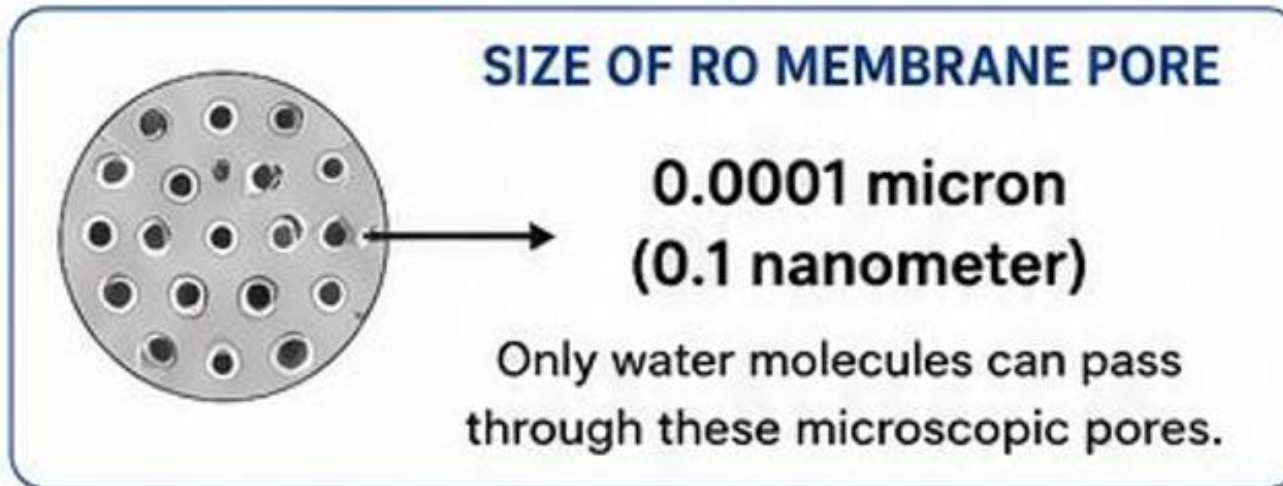 SIZE OF RO MEMBRANE PORE
0.0001 micron
(0.1 nanometer)
Only water molecules can pass
through these microscopic pores.